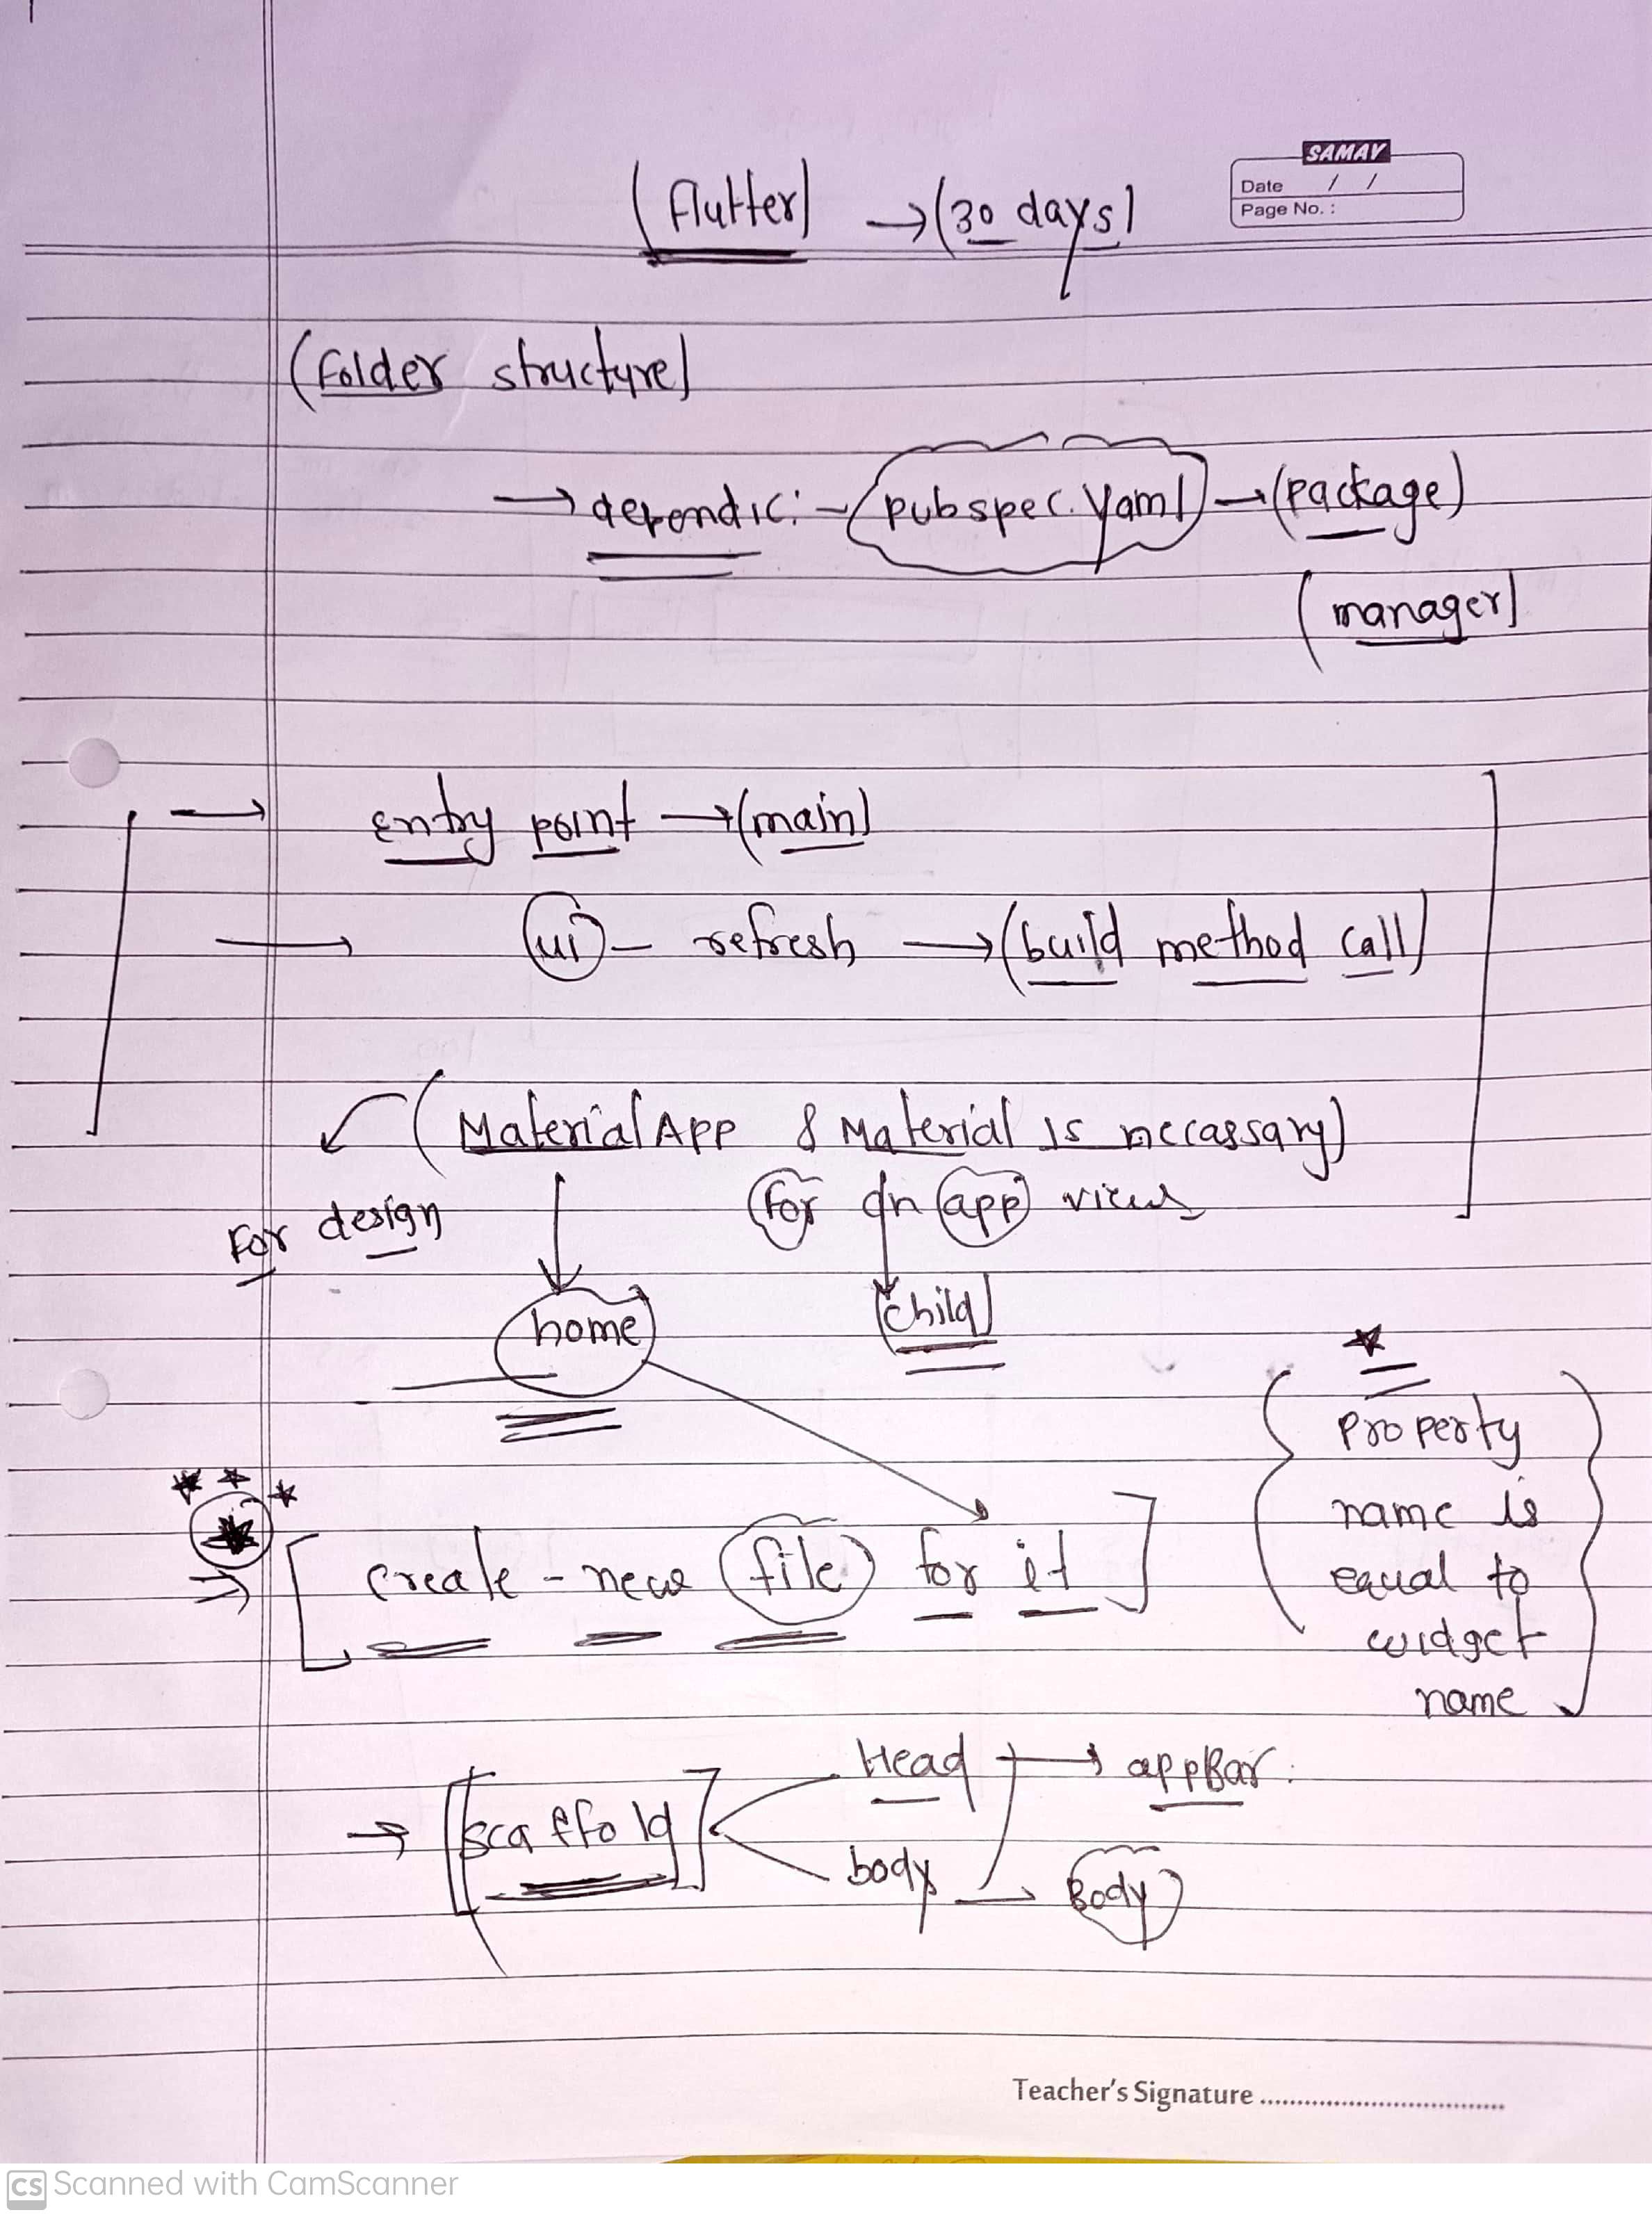 SAMAY
Date / /
Page No. :
(flutter) → (30 days)
(Folder structure)
→ dependic: - pubspec.yaml → (package)
(manager)
→ Entry point → (main)
→ ui - refresh → (build method call)
(MaterialApp & Material is neccassary)
For design
for an app view
home
child
property
name is
equal to
widget
name
⇒ [create - new file for it]
→ [scaffold]
Head → appBar.
body → Body
Teacher's Signature
CS Scanned with CamScanner